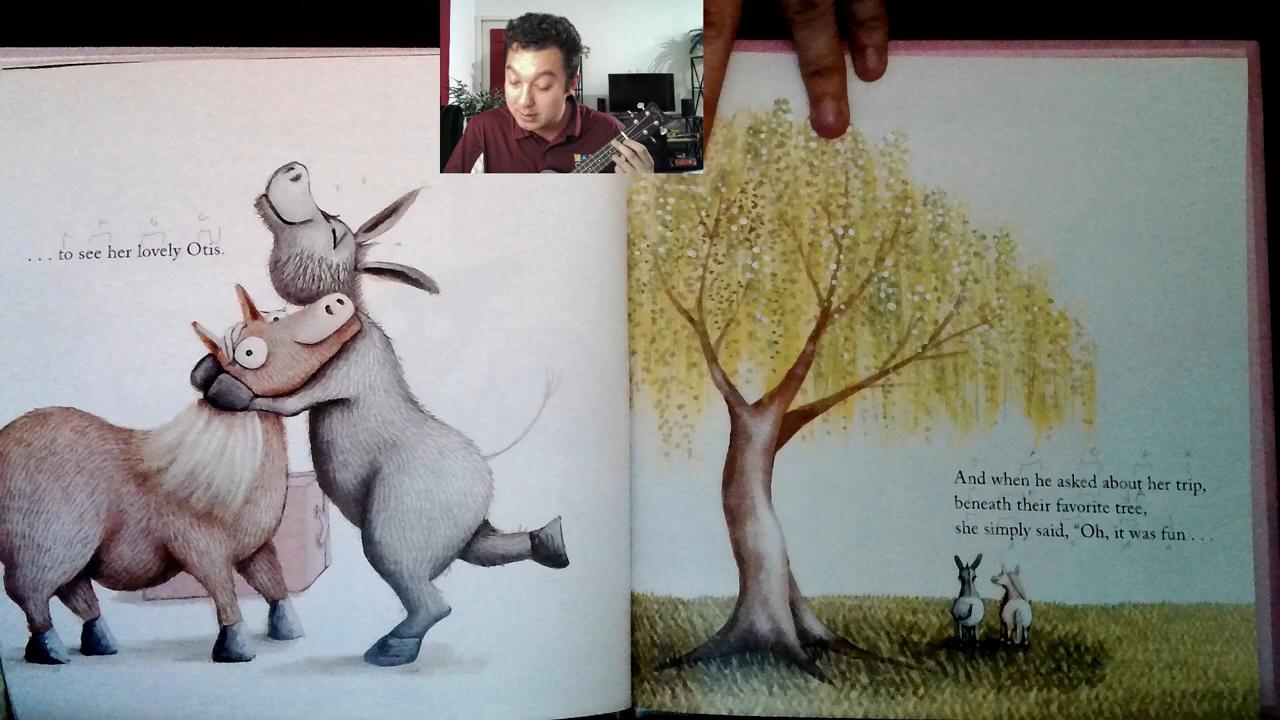 . . . to see her lovely Otis.
And when he asked about her trip,
beneath their favorite tree,
she simply said, “Oh, it was fun . . .